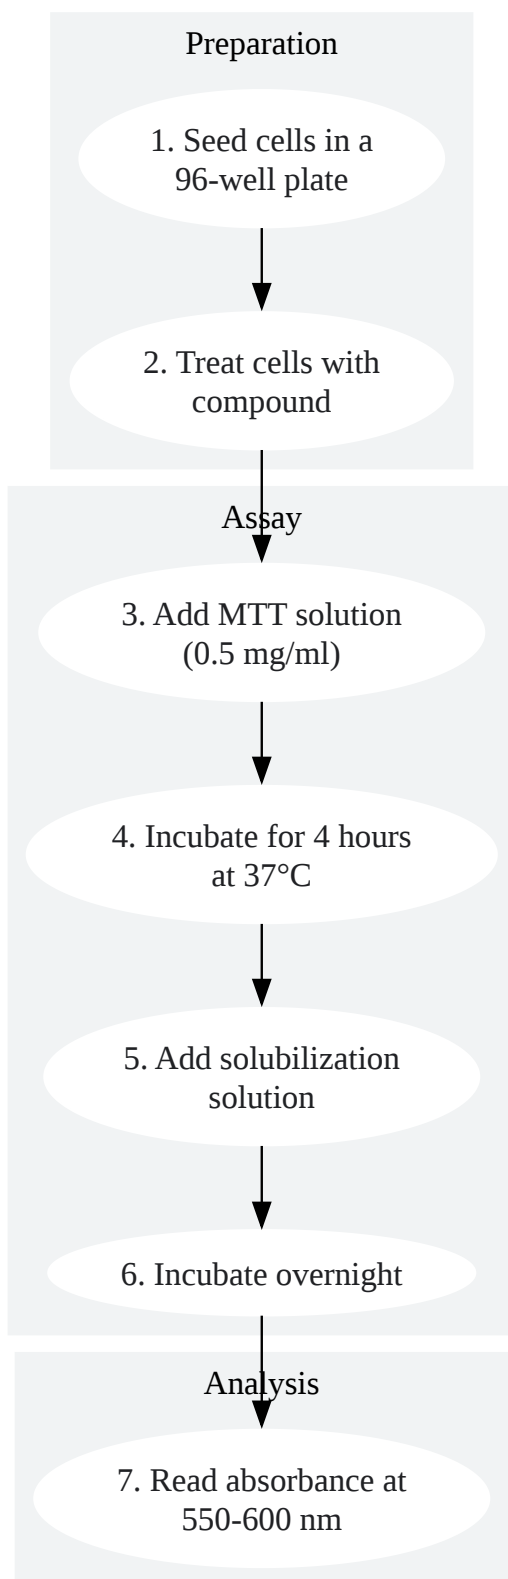 Preparation
1. Seed cells in a
96-well plate
2. Treat cells with
compound
Assay
3. Add MTT solution
(0.5 mg/ml)
4. Incubate for 4 hours
at 37°C
5. Add solubilization
solution
6. Incubate overnight
Analysis
7. Read absorbance at
550-600 nm